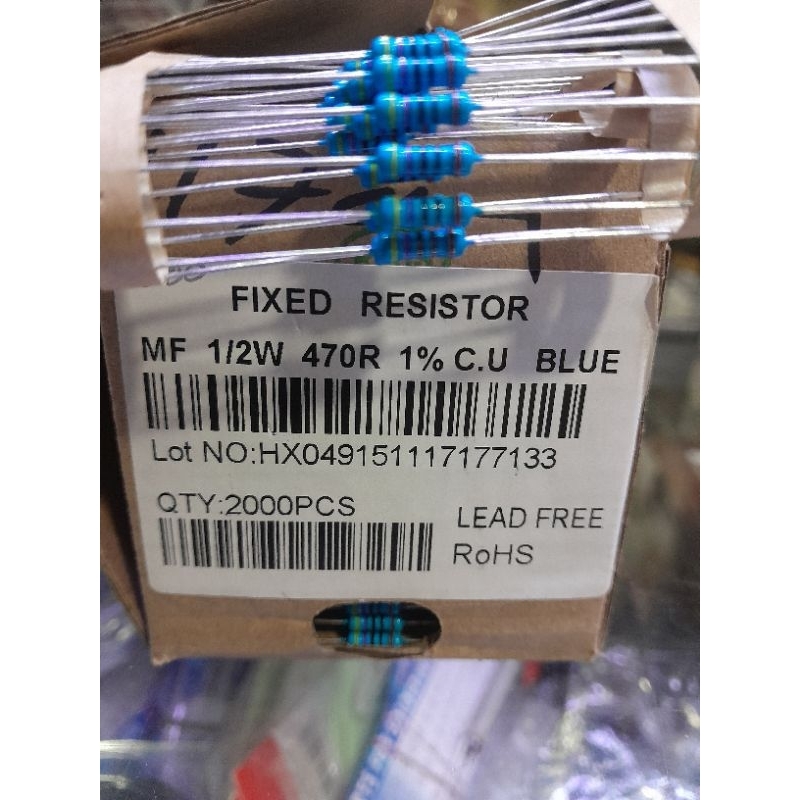 FIXED RESISTOR
MF 1/2W 470R 1% C.U BLUE
Lot NO:HX049151117177133
QTY:2000PCS
LEAD FREE
RoHS